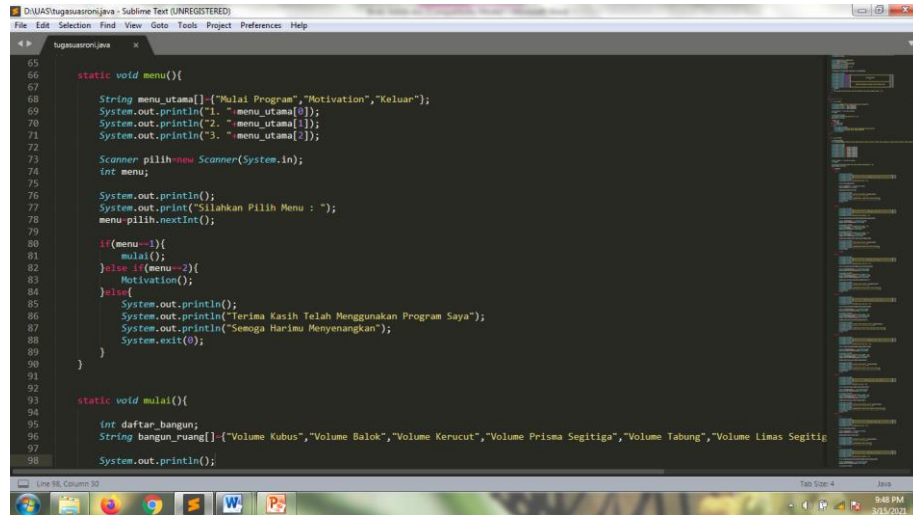 D:\UAS\tugasuasroni.java - Sublime Text (UNREGISTERED)
File Edit Selection Find View Goto Tools Project Preferences Help
tugasuasroni.java ×
65
66 static void menu(){
67
68 String menu_utama[]={"Mulai Program","Motivation","Keluar"};
69 System.out.println("1. "+menu_utama[0]);
70 System.out.println("2. "+menu_utama[1]);
71 System.out.println("3. "+menu_utama[2]);
72
73 Scanner pilih=new Scanner(System.in);
74 int menu;
75
76 System.out.println();
77 System.out.print("Silahkan Pilih Menu : ");
78 menu=pilih.nextInt();
79
80 if(menu==1){
81 mulai();
82 }else if(menu==2){
83 Motivation();
84 }else{
85 System.out.println();
86 System.out.println("Terima Kasih Telah Menggunakan Program Saya");
87 System.out.println("Semoga Harimu Menyenangkan");
88 System.exit(0);
89 }
90 }
91
92
93 static void mulai(){
94
95 int daftar_bangun;
96 String bangun_ruang[]={"Volume Kubus","Volume Balok","Volume Kerucut","Volume Prisma Segitiga","Volume Tabung","Volume Limas Segitig
97
98 System.out.println();
Line 98, Column 30 Tab Size: 4 Java
9:48 PM
3/15/2021